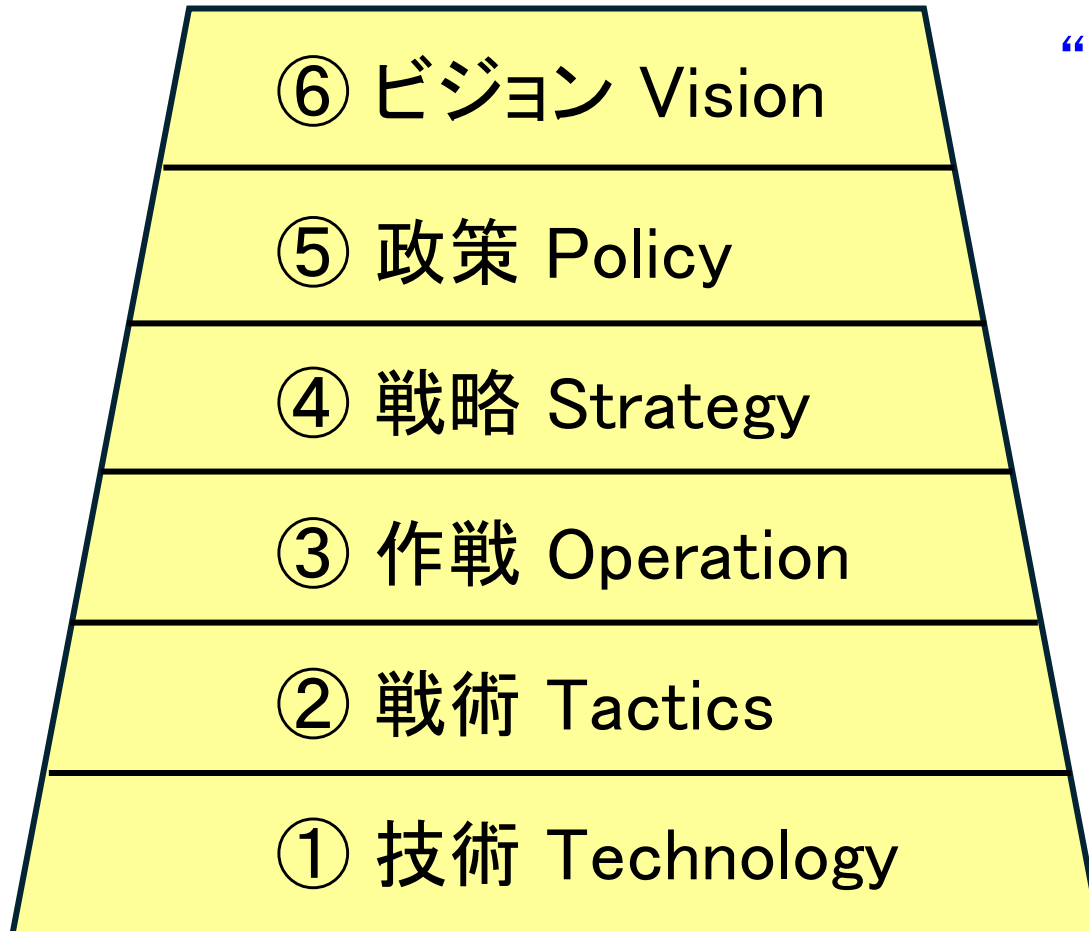 “
⑥ ビジョン Vision
⑤ 政策 Policy
④ 戦略 Strategy
③ 作戦 Operation
② 戦術 Tactics
① 技術 Technology